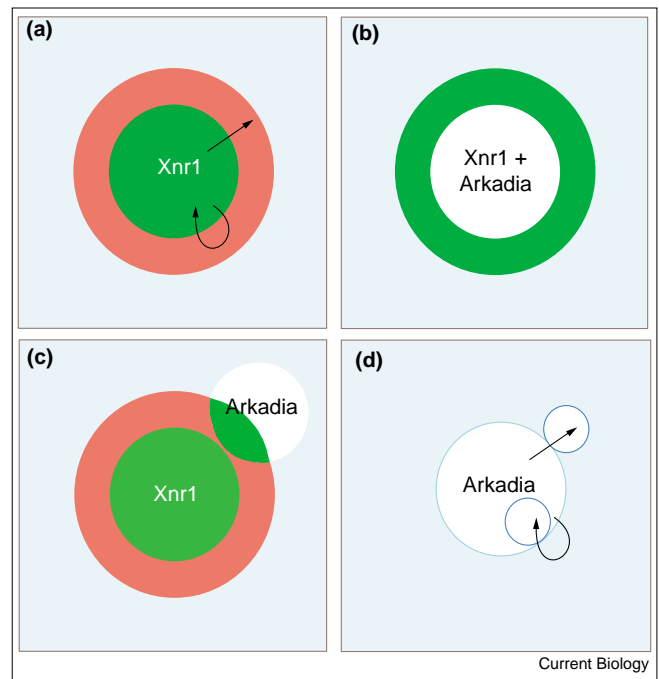 (a)
Xnr1
(b)
Xnr1 +
Arkadia
(c)
Arkadia
Xnr1
(d)
Arkadia
Current Biology